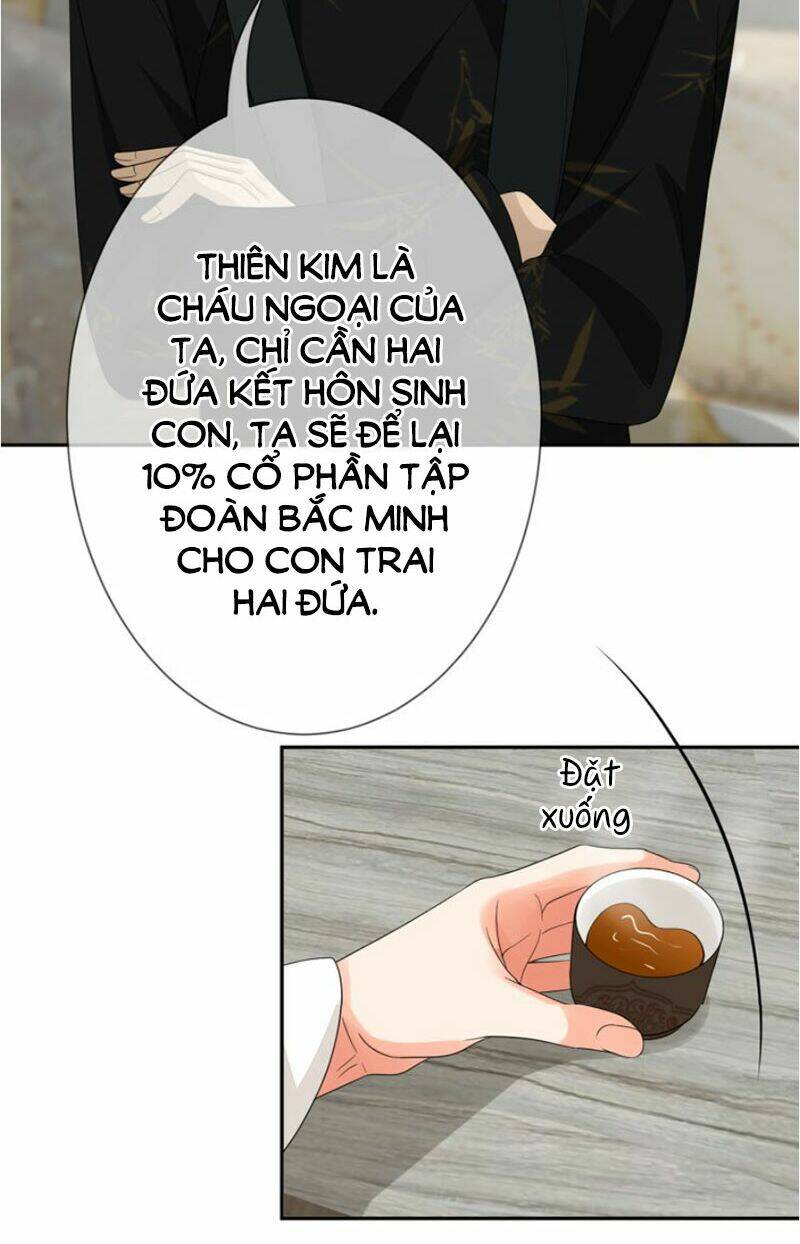 THIÊN KIM LÀ
CHÁU NGOẠI CỦA
TA, CHỈ CẦN HAI
ĐỨA KẾT HÔN SINH
CON, TA SẼ ĐỂ LẠI
10% CỔ PHẦN TẬP
ĐOÀN BẮC MINH
CHO CON TRAI
HAI ĐỨA.
Đặt
xuống